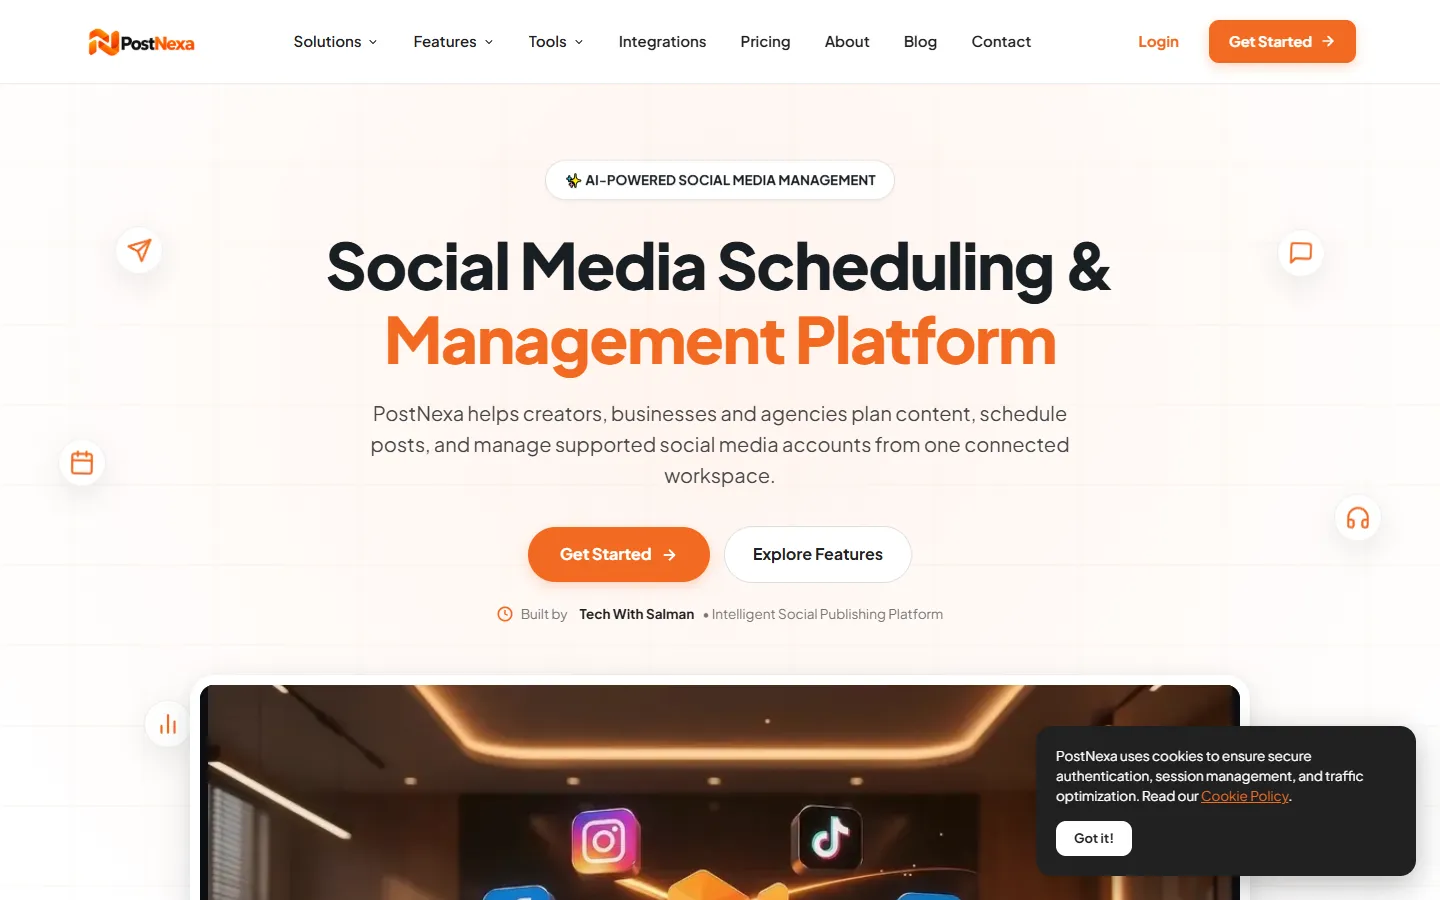 PostNexa
Solutions
Features
Tools
Integrations
Pricing
About
Blog
Contact
Login
Get Started
AI-POWERED SOCIAL MEDIA MANAGEMENT
Social Media Scheduling &
Management Platform
PostNexa helps creators, businesses and agencies plan content, schedule
posts, and manage supported social media accounts from one connected
workspace.
Get Started
Explore Features
Built by Tech With Salman • Intelligent Social Publishing Platform
PostNexa uses cookies to ensure secure
authentication, session management, and traffic
optimization. Read our Cookie Policy.
Got it!